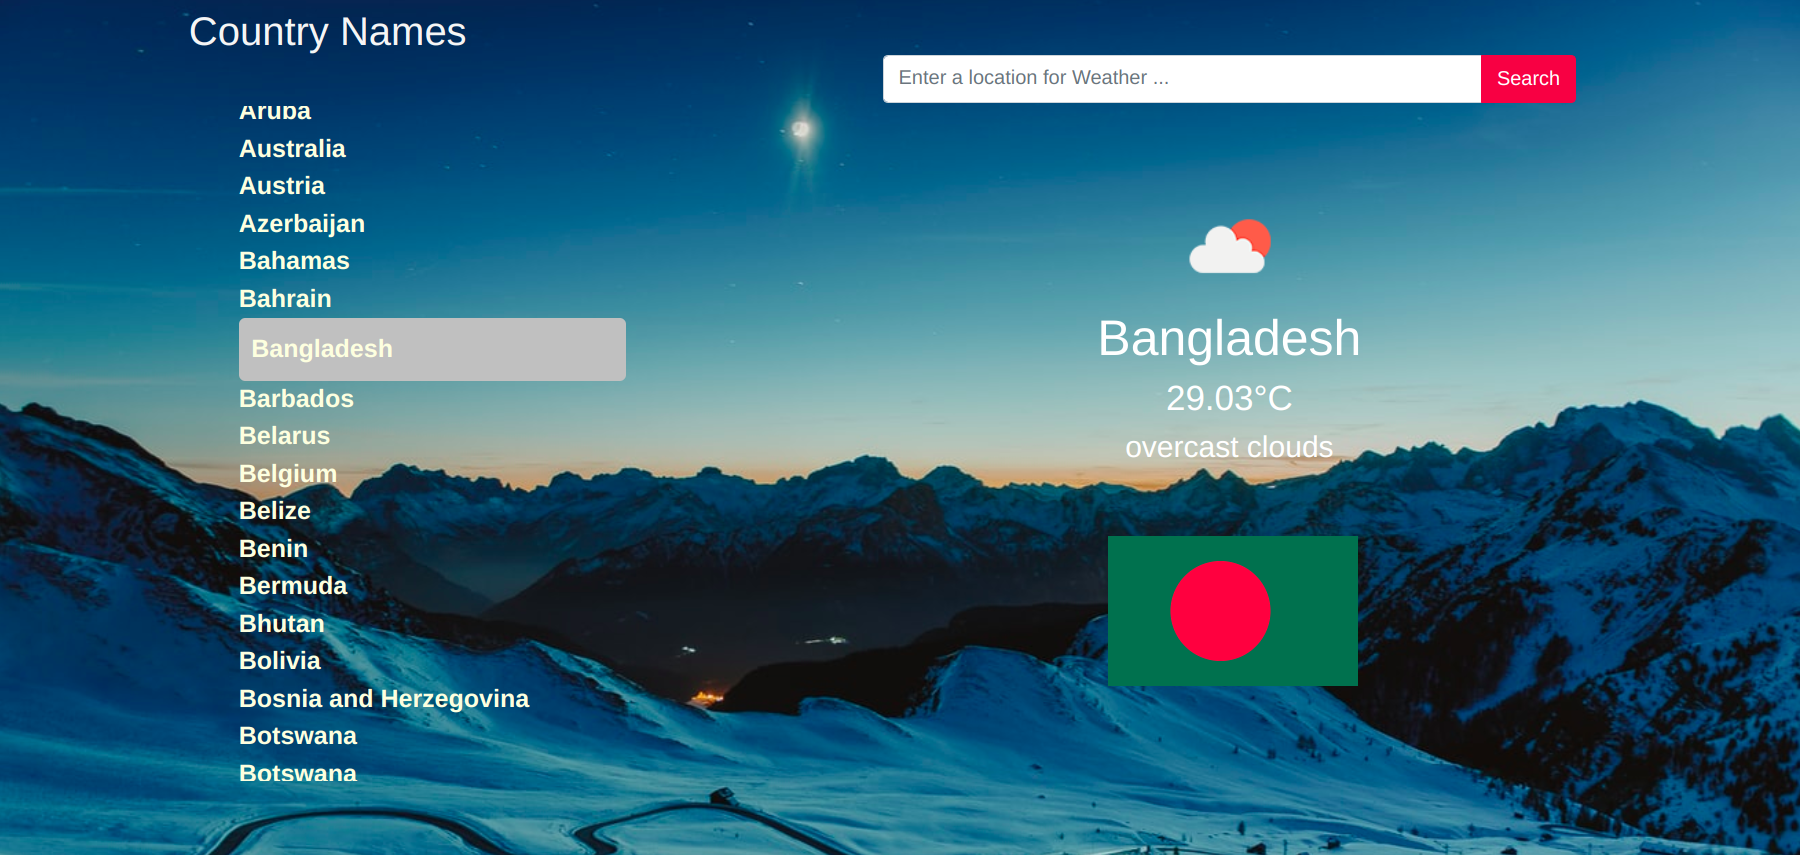 Country Names
Enter a location for Weather ...
Search
Aruba
Australia
Austria
Azerbaijan
Bahamas
Bahrain
Bangladesh
Barbados
Belarus
Belgium
Belize
Benin
Bermuda
Bhutan
Bolivia
Bosnia and Herzegovina
Botswana
Botswana
Bangladesh
29.03°C
overcast clouds